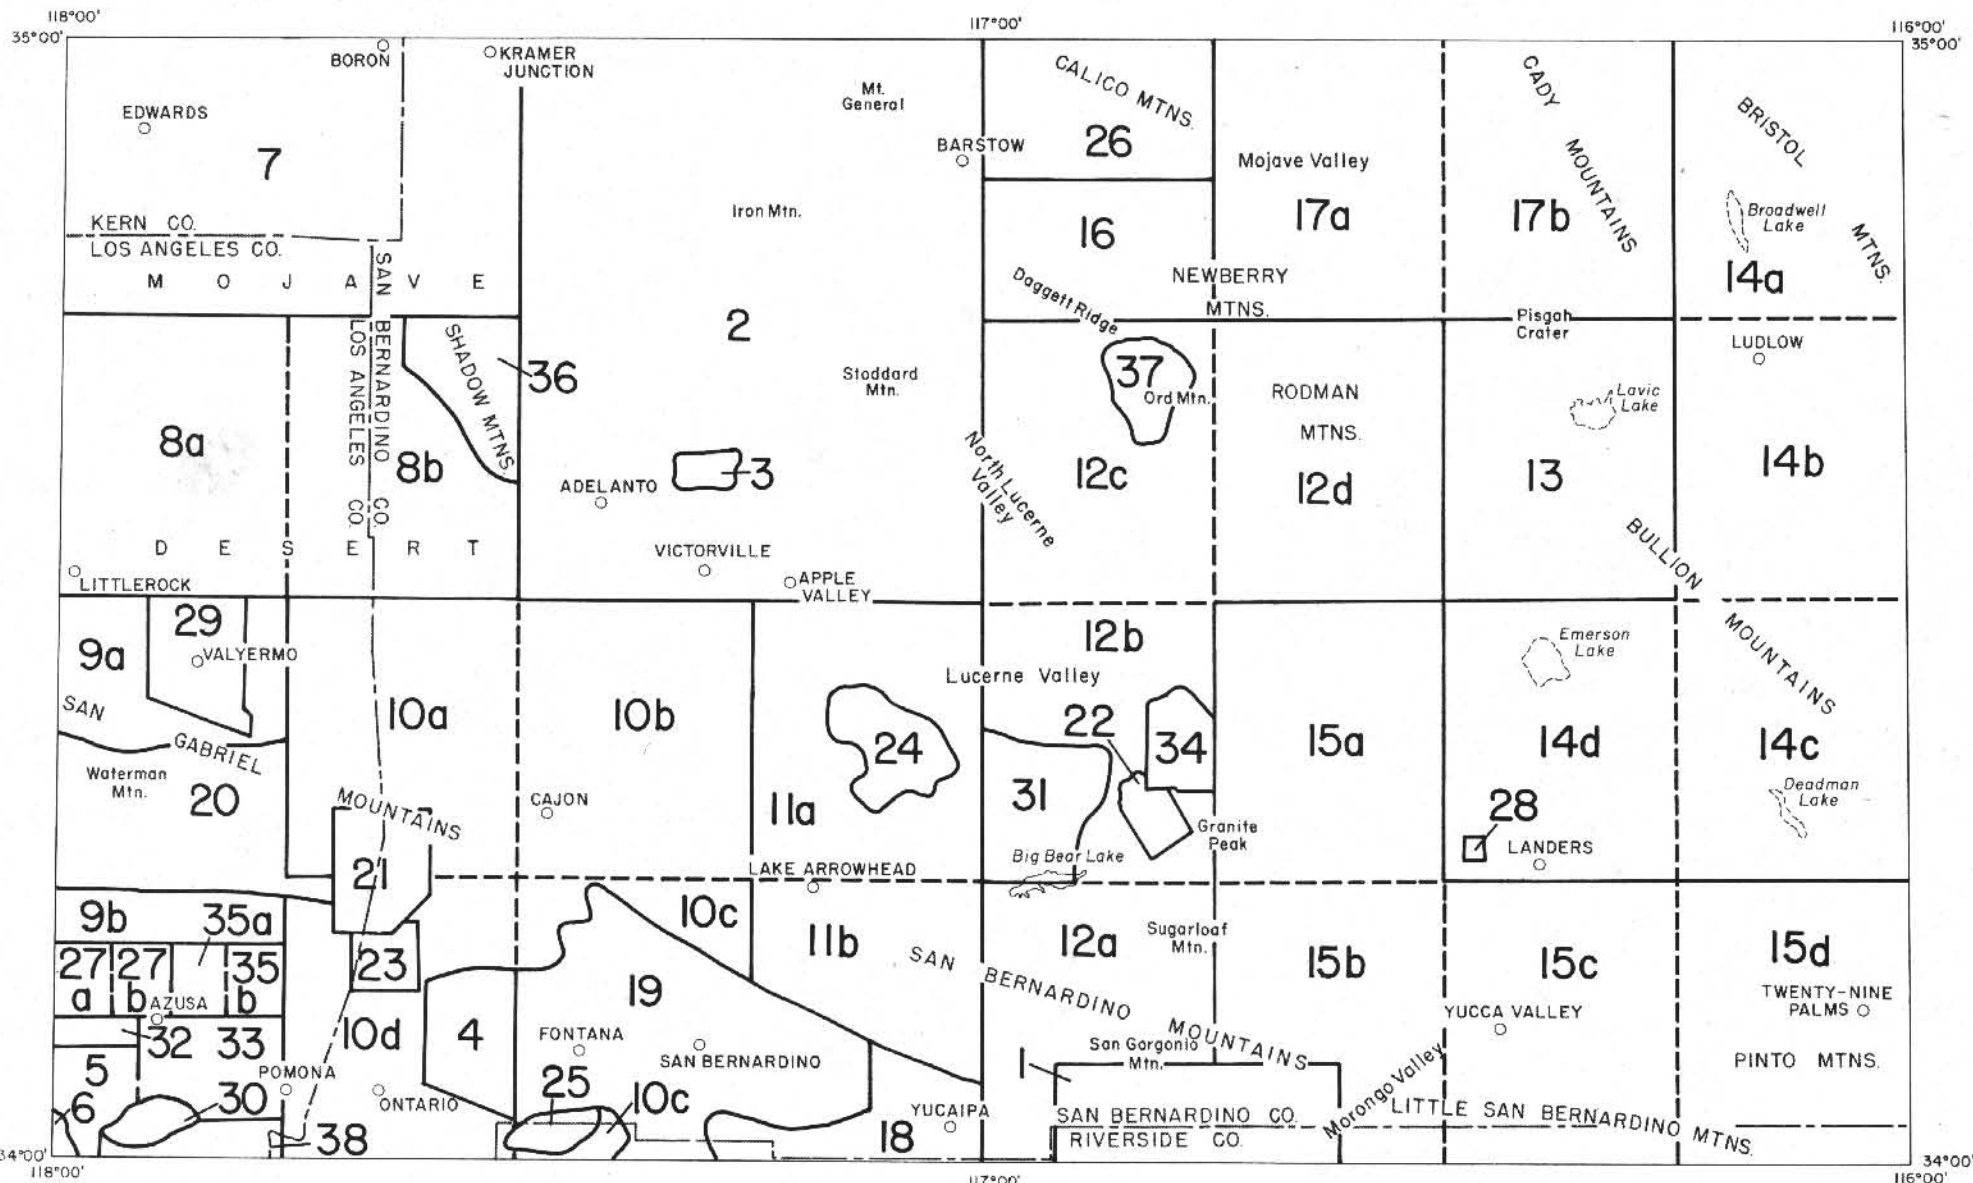 118°00'
117°00'
116°00'
35°00'
35°00'
BORON
KRAMER
JUNCTION
EDWARDS
7
Mt.
General
CALICO MTNS.
26
BARSTOW
CADY
MOUNTAINS
BRISTOL
MTNS.
Mojave Valley
Iron Mtn.
16
17a
17b
Broadwell
Lake
14a
KERN CO.
LOS ANGELES CO.
MOJAVE
SAN BERNARDINO CO.
LOS ANGELES CO.
NEWBERRY
MTNS.
Daggett Ridge
2
Pisgah
Crater
LUDLOW
SHADOW MTNS.
36
Stoddard
Mtn.
37
Ord Mtn.
RODMAN
MTNS.
Lavic
Lake
8a
8b
ADELANTO
3
North Lucerne
Valley
12c
12d
13
14b
DESERT
VICTORVILLE
APPLE
VALLEY
BULLION
MOUNTAINS
LITTLEROCK
29
VALYERMO
9a
12b
Lucerne Valley
Emerson
Lake
SAN
GABRIEL
MOUNTAINS
10a
10b
24
22
34
15a
14d
14c
Waterman
Mtn.
20
CAJON
11a
31
28
LANDERS
Deadman
Lake
Granite
Peak
21
LAKE ARROWHEAD
Big Bear Lake
9b
35a
10c
11b
12a
Sugarloaf
Mtn.
27
a
27
b
35
b
23
19
SAN BERNARDINO
MOUNTAINS
15b
15c
15d
AZUSA
TWENTY-NINE
PALMS
YUCCA VALLEY
32
33
10d
4
FONTANA
SAN BERNARDINO
San Gorgonio
Mtn.
1
5
POMONA
PINTO MTNS.
6
30
ONTARIO
25
10c
YUCAIPA
SAN BERNARDINO CO.
RIVERSIDE CO.
Morongo Valley
LITTLE SAN BERNARDINO MTNS.
38
18
34°00'
34°00'
118°00'
117°00'
116°00'